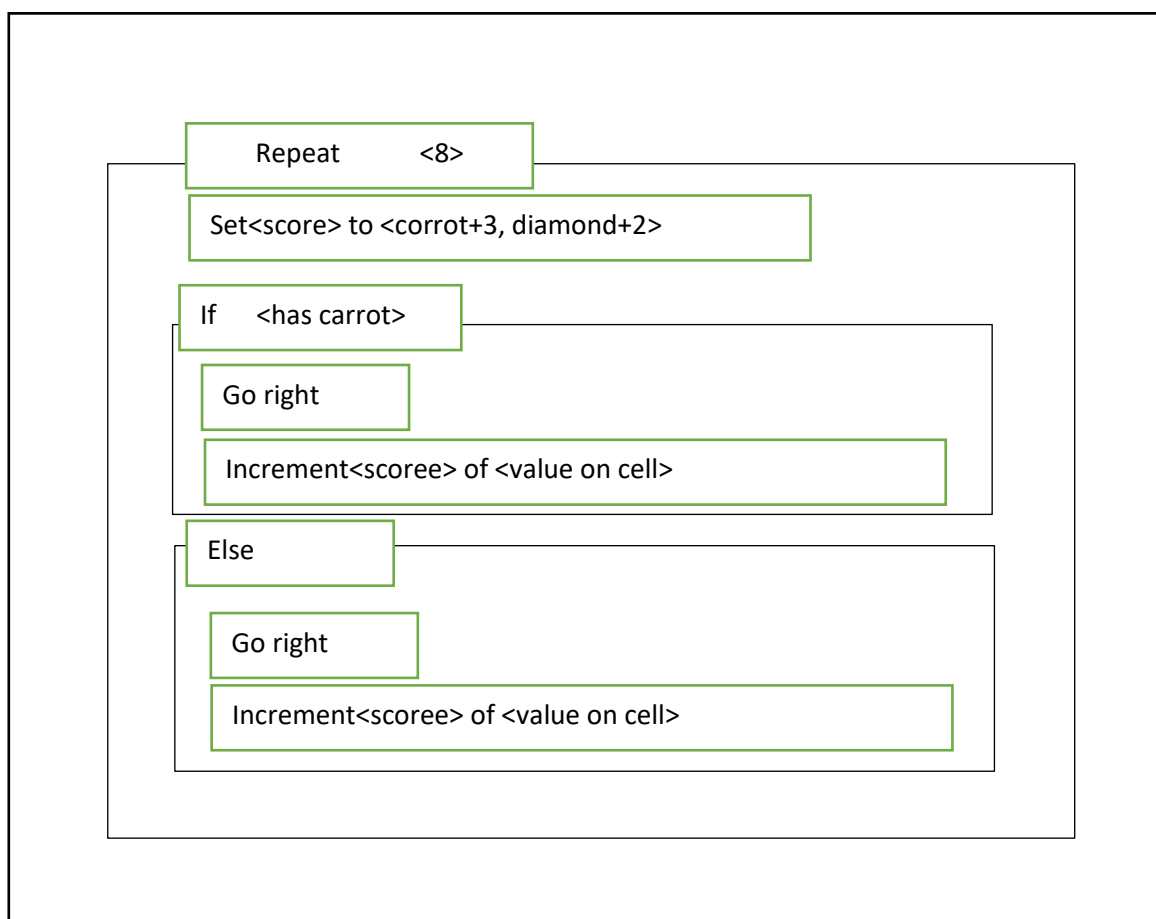 Repeat <8>
Set<score> to <corrot+3, diamond+2>
If <has carrot>
Go right
Increment<scoree> of <value on cell>
Else
Go right
Increment<scoree> of <value on cell>